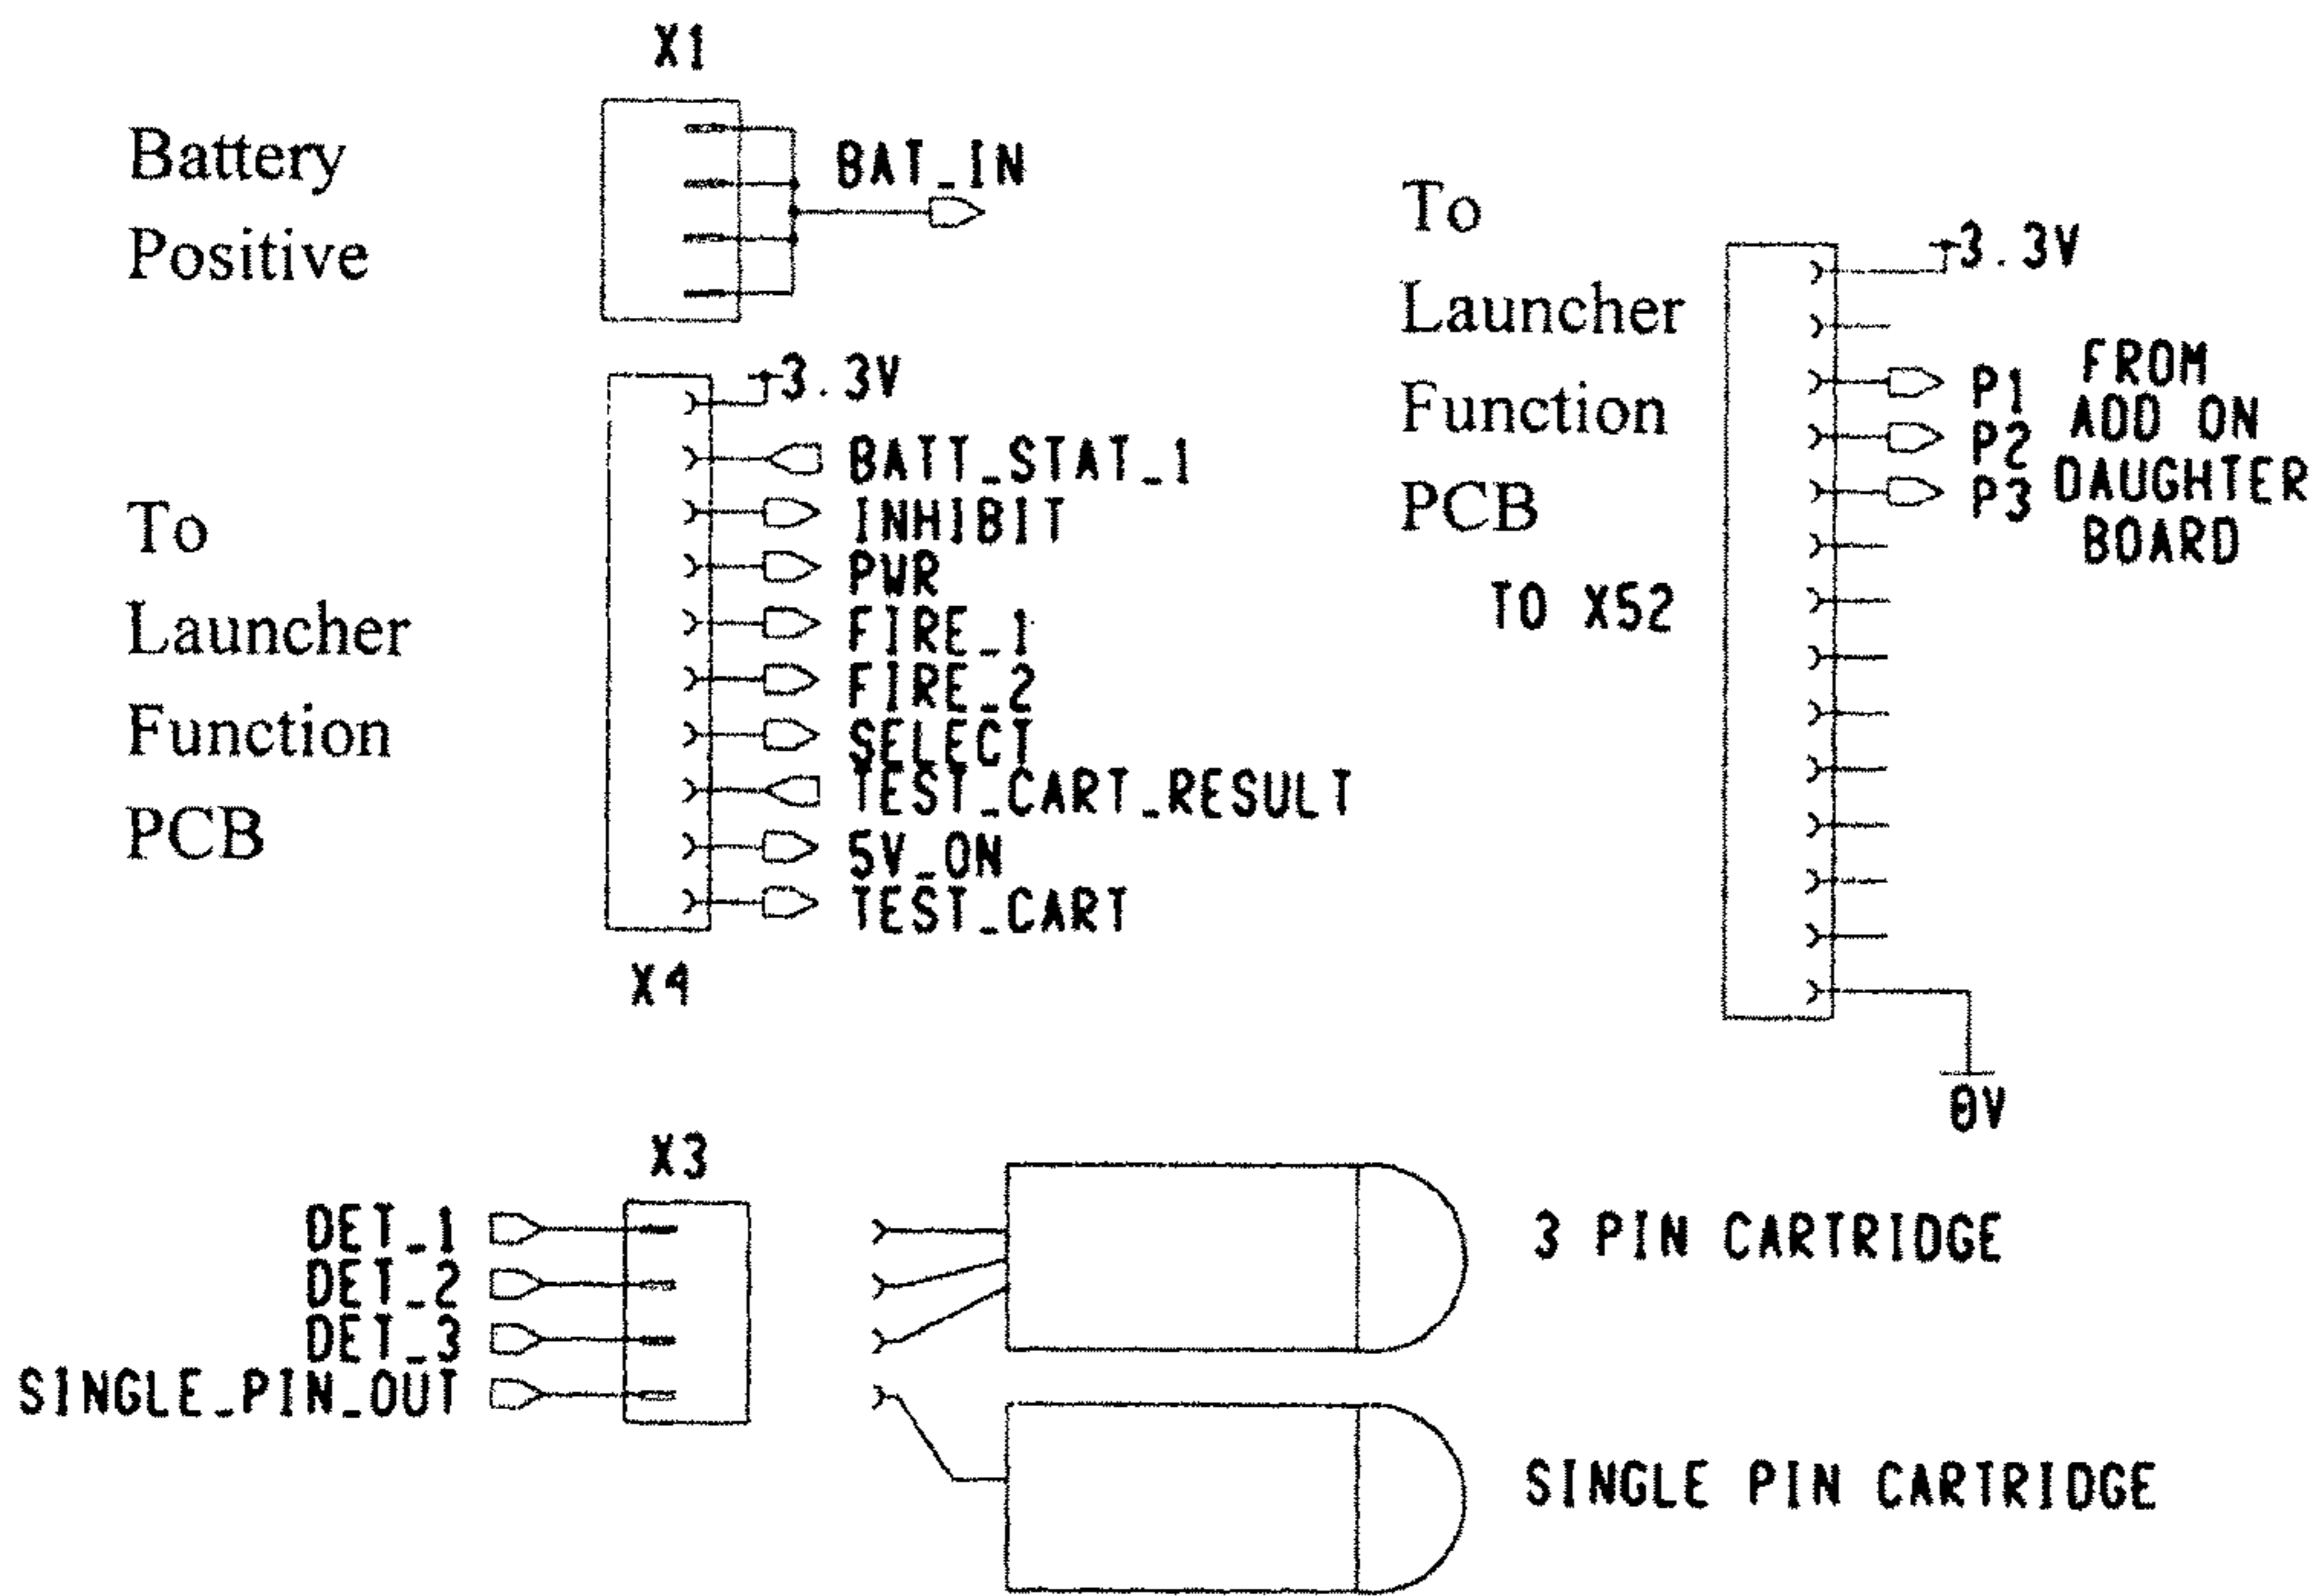 X1
Battery
Positive
BAT_IN
3.3V
BATT_STAT_1
INHIBIT
PWR
FIRE_1
FIRE_2
SELECT
TEST_CART_RESULT
5V_ON
TEST_CART
To
Launcher
Function
PCB
X4
To
Launcher
Function
PCB
TO X52
3.3V
P1
P2
P3
FROM
ADD ON
DAUGHTER
BOARD
0V
X3
DET_1
DET_2
DET_3
SINGLE_PIN_OUT
3 PIN CARTRIDGE
SINGLE PIN CARTRIDGE